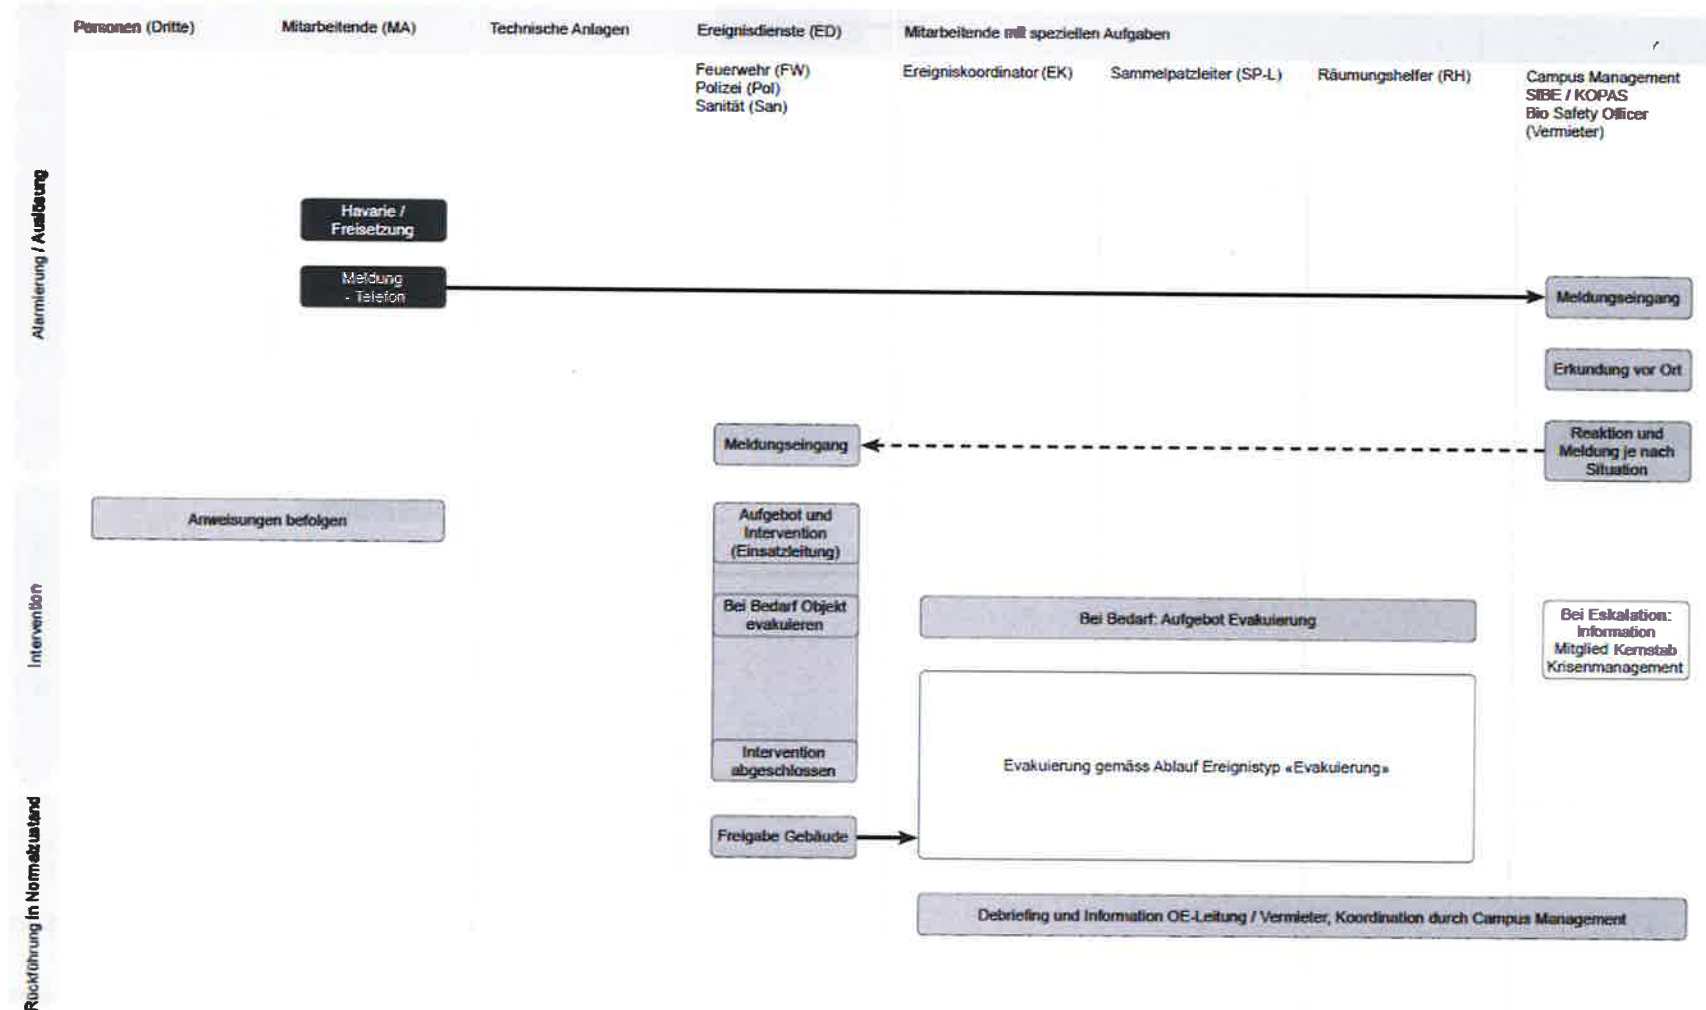 Personen (Dritte)
Mitarbeitende (MA)
Technische Anlagen
Ereignisdienste (ED)
Mitarbeitende mit speziellen Aufgaben
Feuerwehr (FW)
Polizei (Pol)
Sanität (San)
Ereigniskoordinator (EK)
Sammelpatzleiter (SP-L)
Räumungshelfer (RH)
Campus Management
SIBE / KOPAS
Bio Safety Officer
(Vermieter)
Alarmierung / Auslösung
Havarie /
Freisetzung
Meldung
- Telefon
Meldungseingang
Erkundung vor Ort
Meldungseingang
Reaktion und
Meldung je nach
Situation
Intervention
Anweisungen befolgen
Aufgebot und
Intervention
(Einsatzleitung)
Bei Bedarf Objekt
evakuieren
Bei Bedarf: Aufgebot Evakuierung
Bei Eskalation:
Information
Mitglied Kernstab
Krisenmanagement
Intervention
abgeschlossen
Evakuierung gemäss Ablauf Ereignistyp «Evakuierung»
Rückführung in Normalzustand
Freigabe Gebäude
Debriefing und Information OE-Leitung / Vermieter, Koordination durch Campus Management